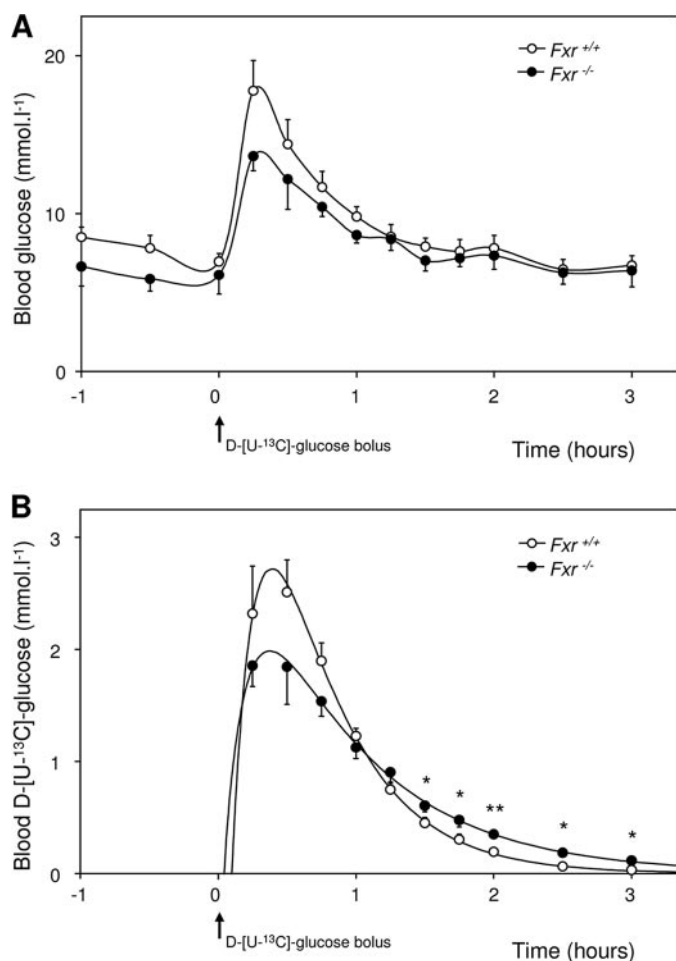 A
Blood glucose (mmol.l⁻¹)
20
10
0
Fxr +/+
Fxr -/-
-1 0 1 2 3
D-[U-¹³C]-glucose bolus
Time (hours)
B
Blood D-[U-¹³C]-glucose (mmol.l⁻¹)
3
2
1
0
Fxr +/+
Fxr -/-
* * ** * *
-1 0 1 2 3
D-[U-¹³C]-glucose bolus
Time (hours)